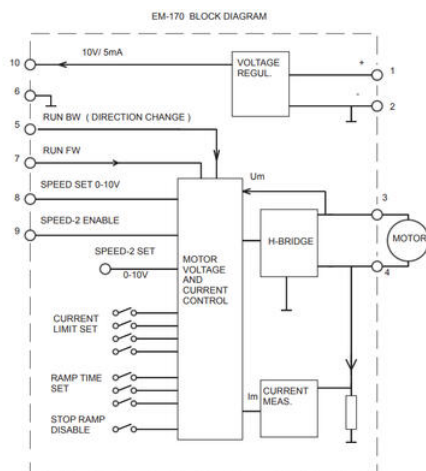 EM-170 BLOCK DIAGRAM
10 10V/ 5mA VOLTAGE REGUL. + 1
6 - 2
5 RUN BW ( DIRECTION CHANGE )
7 RUN FW
Um
8 SPEED SET 0-10V 3
9 SPEED-2 ENABLE H-BRIDGE MOTOR
SPEED-2 SET
0-10V
MOTOR
VOLTAGE
AND
CURRENT
CONTROL
4
CURRENT
LIMIT SET
RAMP TIME
SET
Im
CURRENT
MEAS.
STOP RAMP
DISABLE